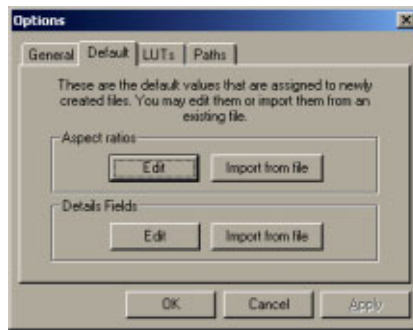 Options
General Default LUTs Paths
These are the default values that are assigned to newly
created files. You may edit them or import them from an
existing file.
Aspect ratios
Edit Import from file
Details Fields
Edit Import from file
OK Cancel Apply